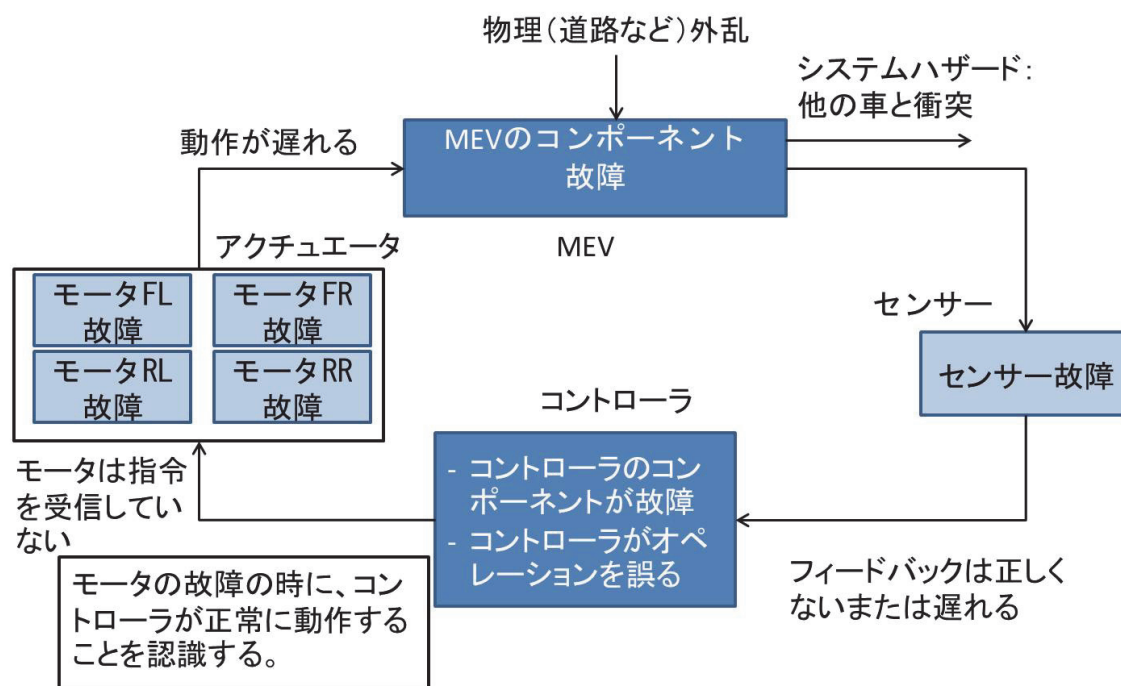 物理（道路など）外乱
システムハザード：
他の車と衝突
動作が遅れる
MEVのコンポーネント
故障
MEV
アクチュエータ
モータFL
故障
モータFR
故障
モータRL
故障
モータRR
故障
センサー
センサー故障
コントローラ
- コントローラのコン
ポーネントが故障
- コントローラがオペ
レーションを誤る
モータは指令
を受信してい
ない
フィードバックは正しく
ないまたは遅れる
モータの故障の時に、コン
トローラが正常に動作する
ことを認識する。